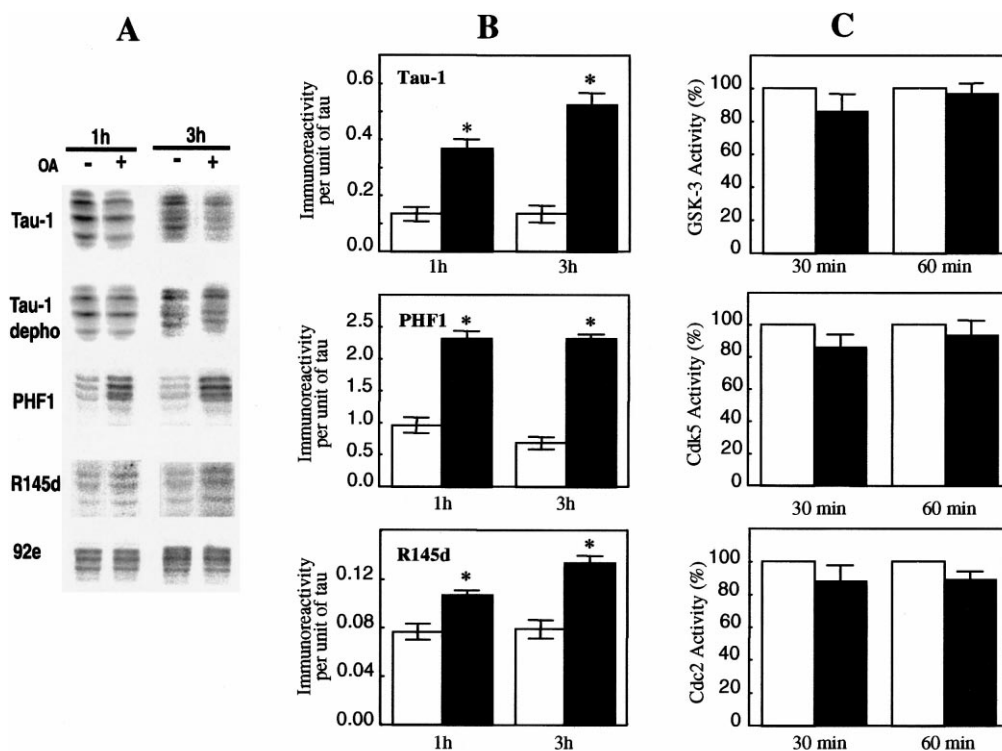 A
1h 3h
OA - + - +
Tau-1
Tau-1
depho
PHF1
R145d
92e
B
Tau-1
Immunoreactivity
per unit of tau
0.6
0.4
0.2
0.0
* *
1h 3h
PHF1
Immunoreactivity
per unit of tau
2.5
2.0
1.5
1.0
0.5
0.0
* *
1h 3h
R145d
Immunoreactivity
per unit of tau
0.12
0.08
0.04
0.00
* *
1h 3h
C
GSK-3 Activity (%)
100
80
60
40
20
0
30 min 60 min
Cdk5 Activity (%)
100
80
60
40
20
0
30 min 60 min
Cdc2 Activity (%)
100
80
60
40
20
0
30 min 60 min